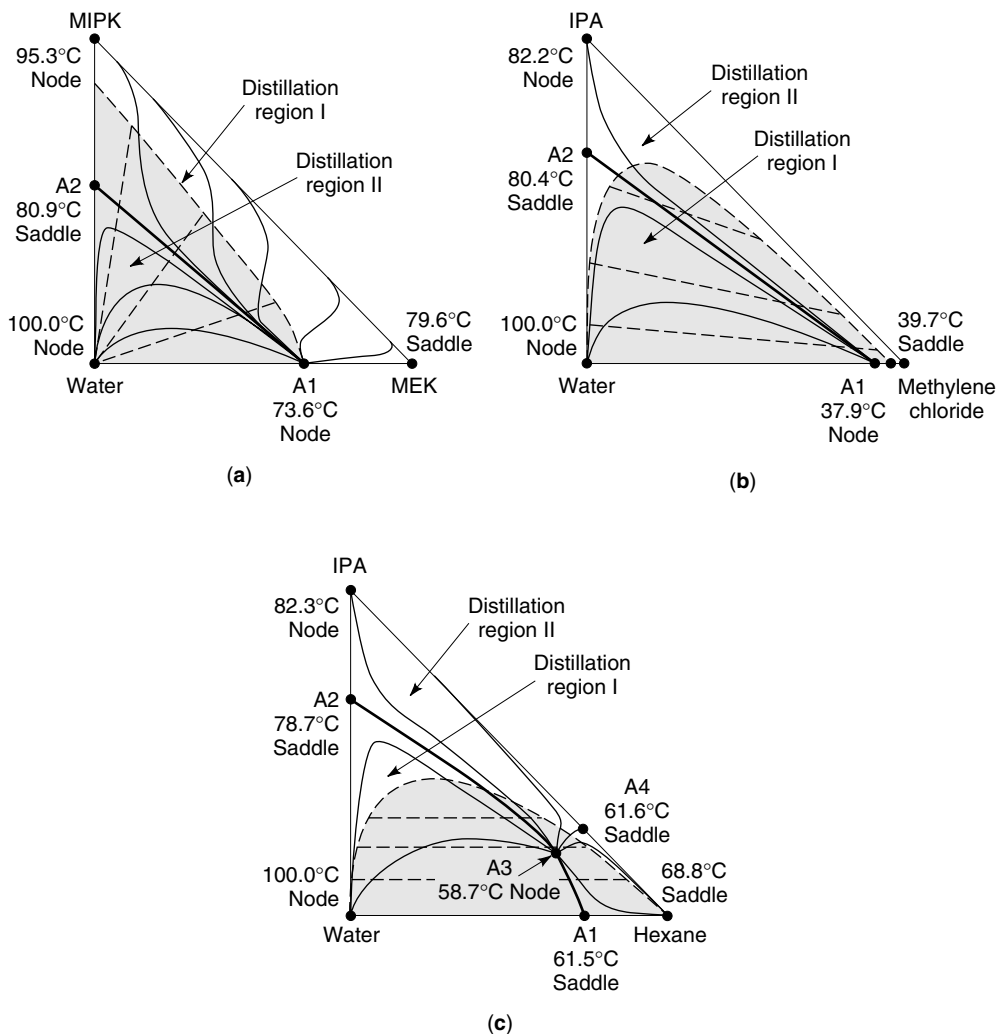 MIPK
95.3°C
Node
Distillation
region I
Distillation
region II
A2
80.9°C
Saddle
100.0°C
Node
79.6°C
Saddle
Water
A1
MEK
73.6°C
Node
(a)
IPA
82.2°C
Node
Distillation
region II
Distillation
region I
A2
80.4°C
Saddle
100.0°C
Node
39.7°C
Saddle
Water
A1
Methylene
chloride
37.9°C
Node
(b)
IPA
82.3°C
Node
Distillation
region II
Distillation
region I
A2
78.7°C
Saddle
A4
61.6°C
Saddle
A3
58.7°C Node
100.0°C
Node
68.8°C
Saddle
Water
A1
Hexane
61.5°C
Saddle
(c)